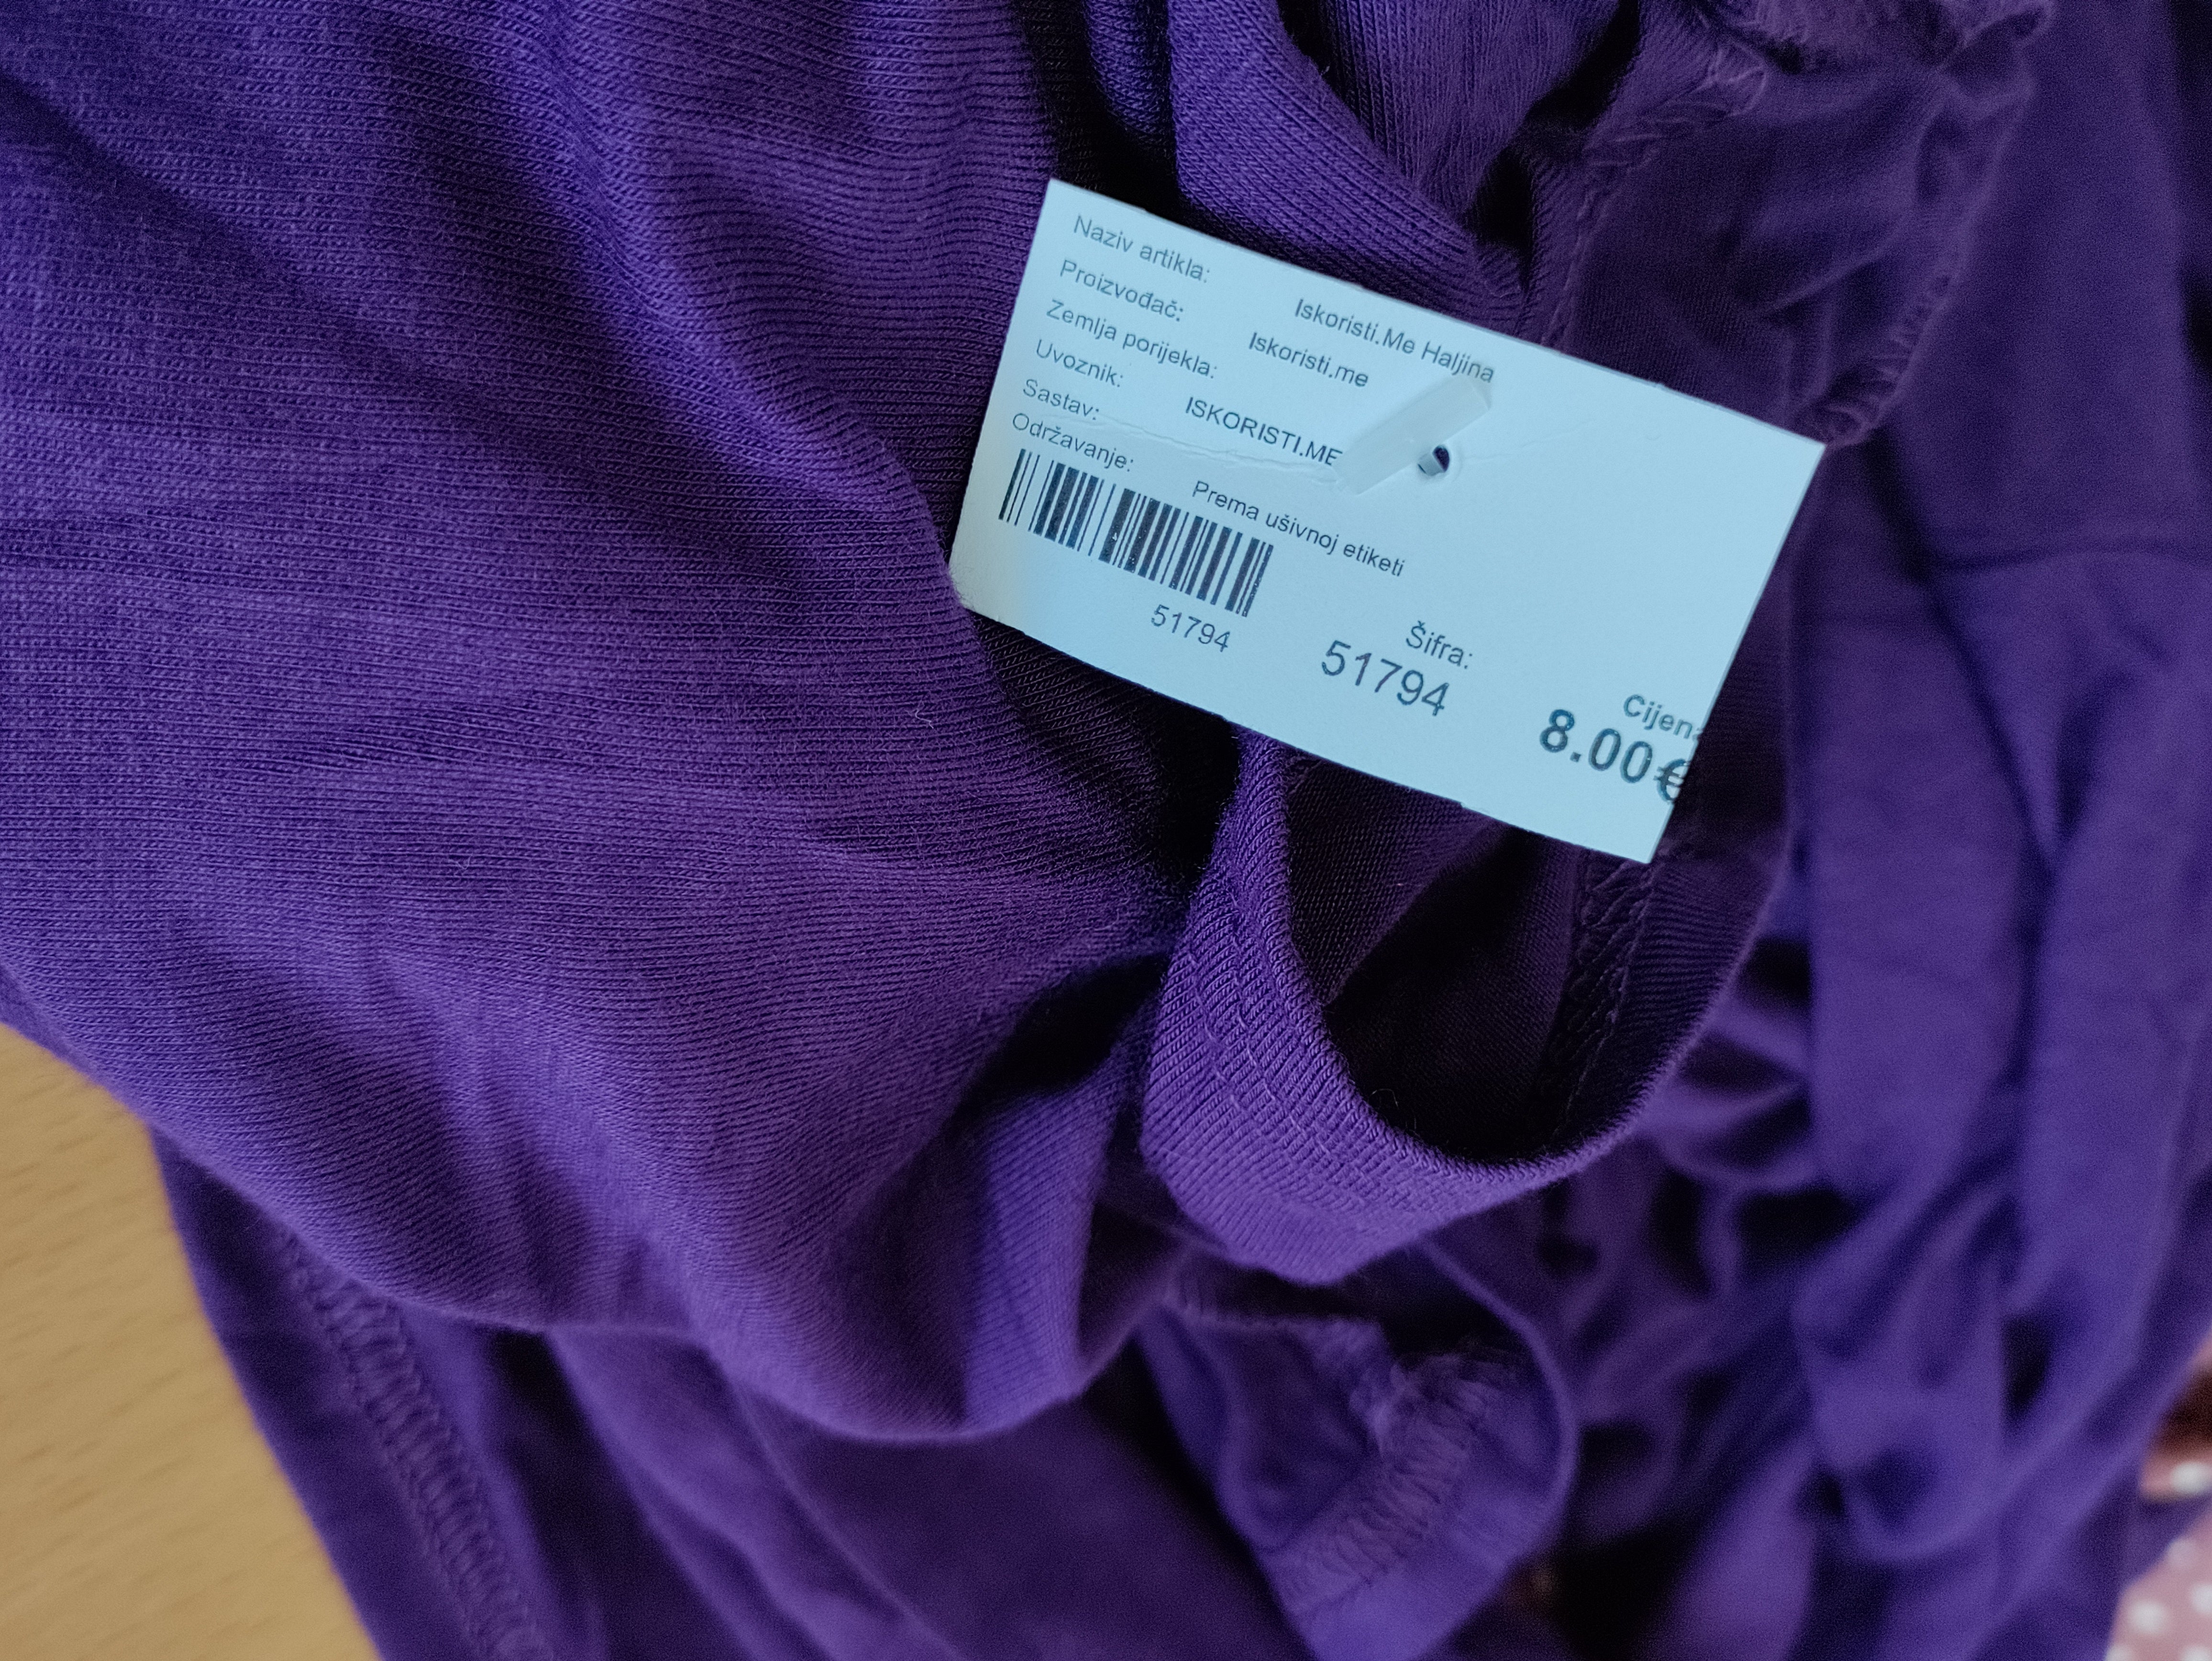 Naziv artikla: Iskoristi.Me Haljina
Proizvođač: Iskoristi.me
Zemlja porijekla:
Uvoznik: ISKORISTI.ME
Sastav:
Održavanje: Prema ušivnoj etiketi
51794
Šifra:
51794
Cijena
8.00€